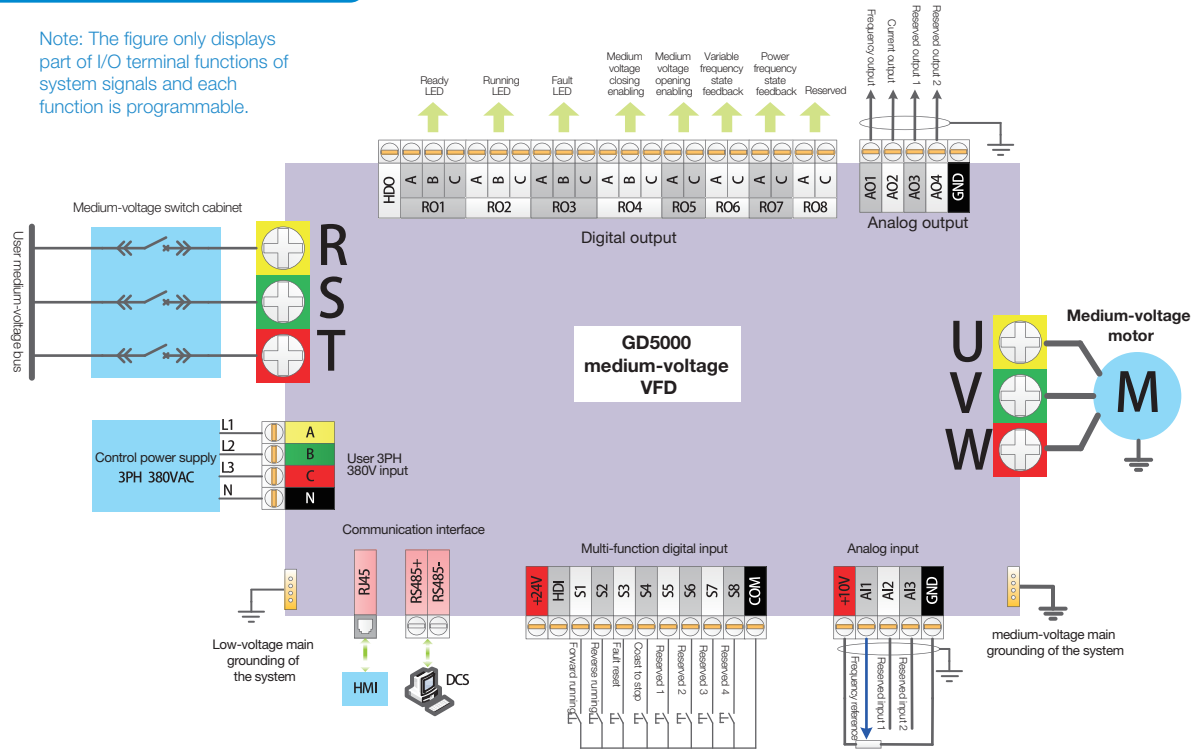 Note: The figure only displays
part of I/O terminal functions of
system signals and each
function is programmable.
Ready
LED
Running
LED
Fault
LED
Medium
voltage
closing
enabling
Medium
voltage
opening
enabling
Variable
frequency
state
feedback
Power
frequency
state
feedback
Reserved
Frequency output
Current output
Reserved output 1
Reserved output 2
HDO
A B C
RO1
A B C
RO2
A B C
RO3
A B C
RO4
A C
RO5
A C
RO6
A C
RO7
A C
RO8
Digital output
AO1
AO2
AO3
AO4
GND
Analog output
Medium-voltage switch cabinet
User medium-voltage bus
R
S
T
GD5000
medium-voltage
VFD
U
V
W
Medium-voltage
motor
M
Control power supply
3PH 380VAC
L1
L2
L3
N
A
B
C
N
User 3PH
380V input
Communication interface
RJ45
RS485+
RS485-
HMI
DCS
Low-voltage main
grounding of
the system
Multi-function digital input
+24V
HDI
S1
S2
S3
S4
S5
S6
S7
S8
COM
Forward running
Reverse running
Fault reset
Coast to stop
Reserved 1
Reserved 2
Reserved 3
Reserved 4
Analog input
+10V
AI1
AI2
AI3
GND
Frequency reference
Reserved input 1
Reserved input 2
medium-voltage main
grounding of the system